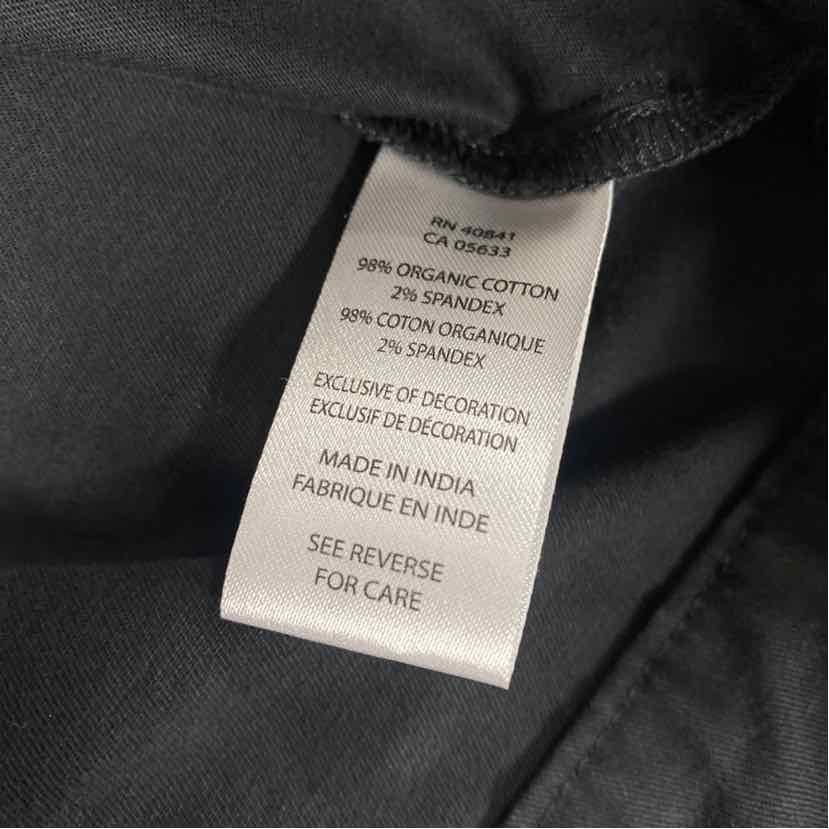 RN 40841
CA 05633
98% ORGANIC COTTON
2% SPANDEX
98% COTON ORGANIQUE
2% SPANDEX
EXCLUSIVE OF DECORATION
EXCLUSIF DE DÉCORATION
MADE IN INDIA
FABRIQUE EN INDE
SEE REVERSE
FOR CARE